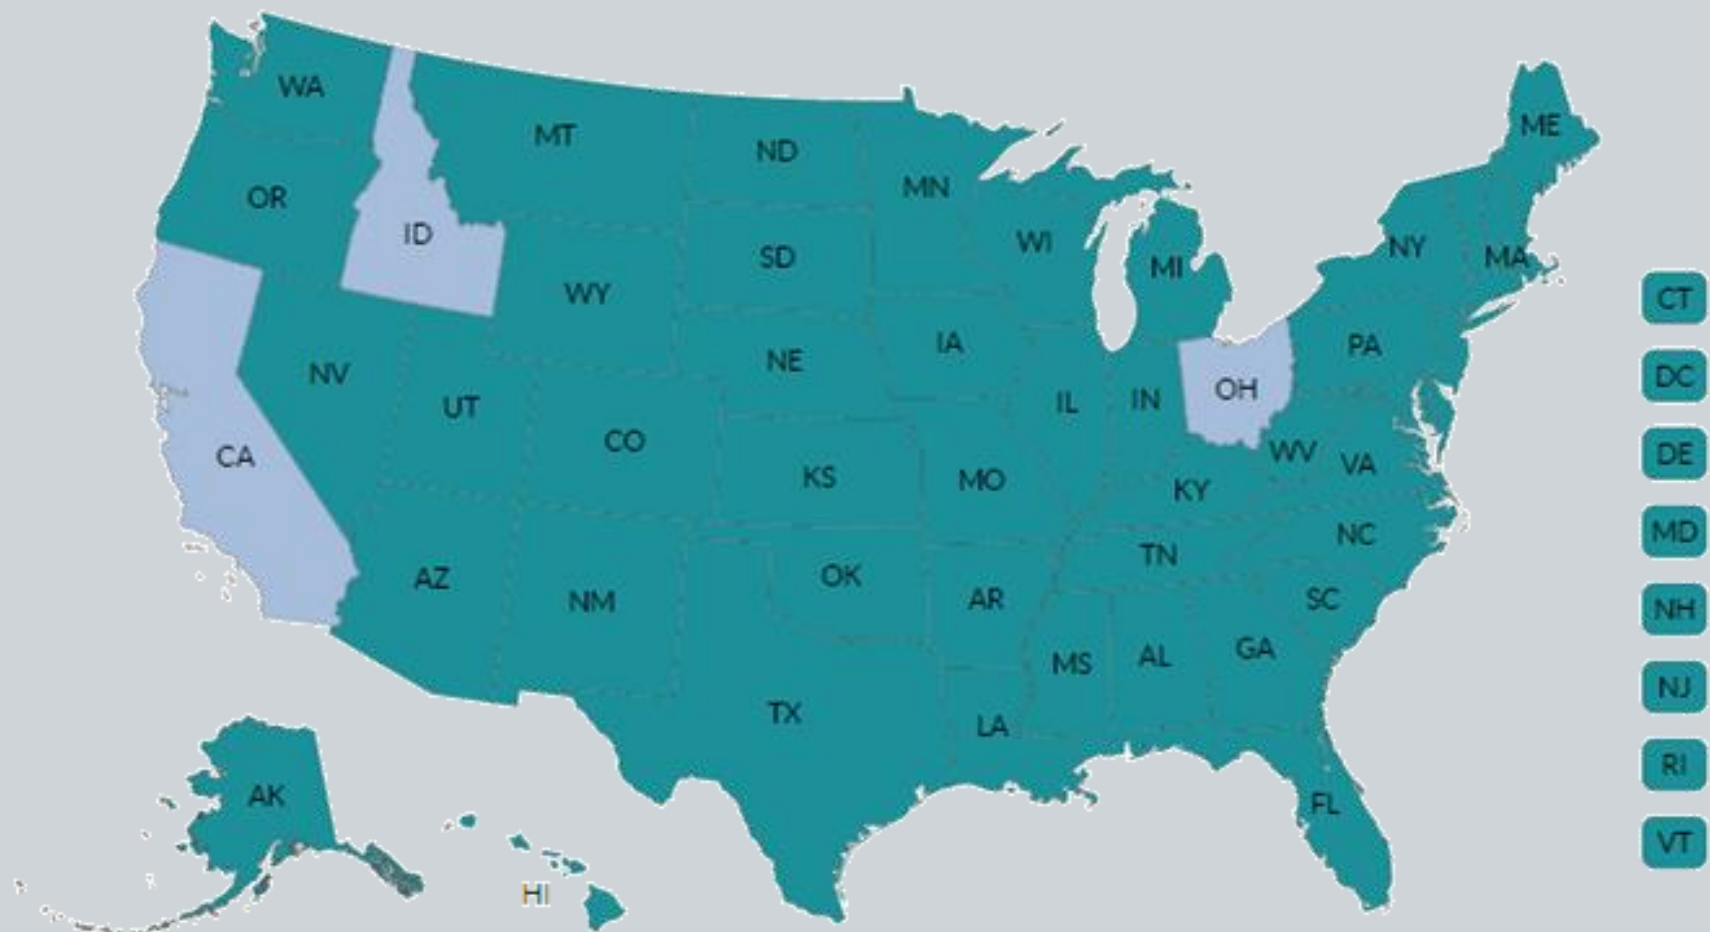 WA
MT
ND
MN
ME
OR
ID
SD
WI
MI
NY
MA
WY
NV
UT
CO
NE
IA
IL
IN
OH
PA
CA
KS
MO
KY
WV
VA
AZ
NM
OK
AR
TN
NC
SC
TX
LA
MS
AL
GA
FL
AK
HI
CT
DC
DE
MD
NH
NJ
RI
VT